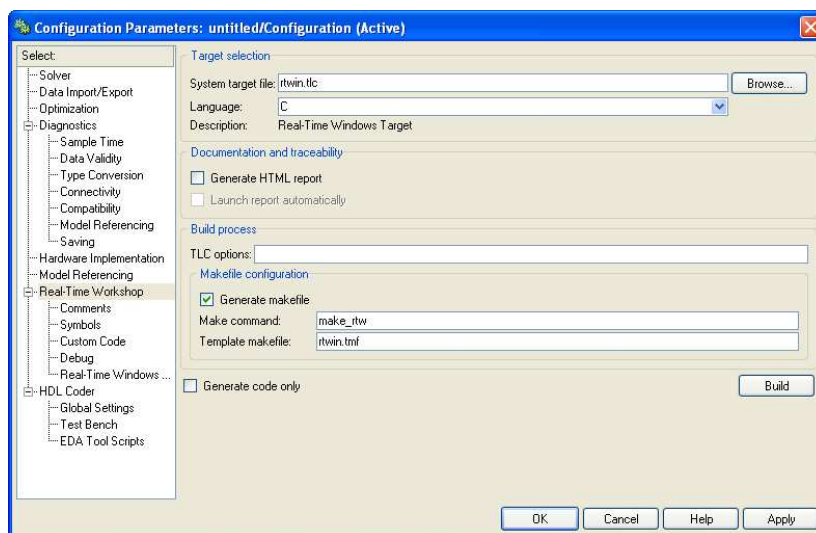 Configuration Parameters: untitled/Configuration (Active)
Select:
Solver
Data Import/Export
Optimization
Diagnostics
Sample Time
Data Validity
Type Conversion
Connectivity
Compatibility
Model Referencing
Saving
Hardware Implementation
Model Referencing
Real-Time Workshop
Comments
Symbols
Custom Code
Debug
Real-Time Windows ...
HDL Coder
Global Settings
Test Bench
EDA Tool Scripts
Target selection
System target file: rtwin.tlc Browse...
Language: C
Description: Real-Time Windows Target
Documentation and traceability
Generate HTML report
Launch report automatically
Build process
TLC options:
Makefile configuration
Generate makefile
Make command: make_rtw
Template makefile: rtwin.tmf
Generate code only Build
OK Cancel Help Apply